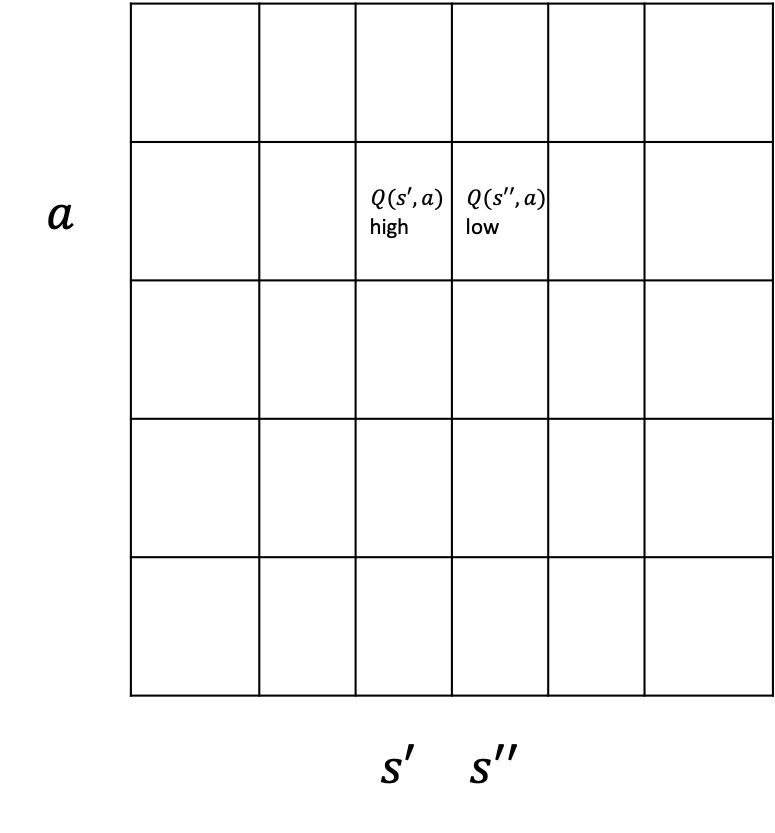 a
Q(s′, a) Q(s″, a)
high low
s′ s″